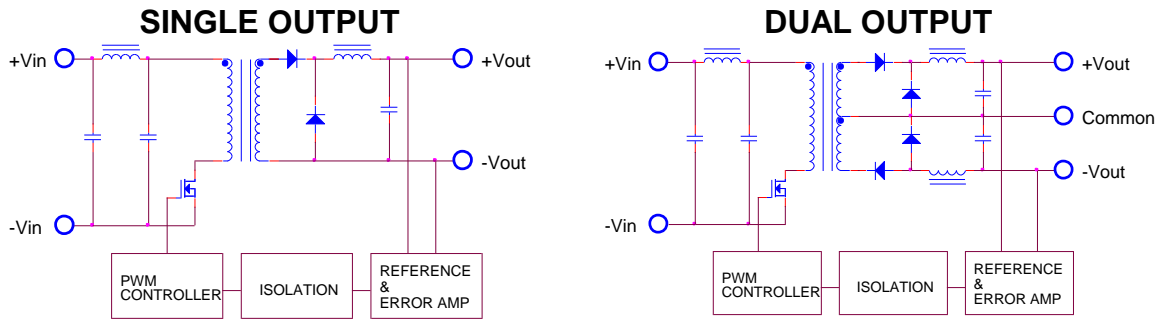 SINGLE OUTPUT
+Vin
+Vout
-Vout
-Vin
PWM
CONTROLLER
ISOLATION
REFERENCE
&
ERROR AMP
DUAL OUTPUT
+Vin
+Vout
Common
-Vout
-Vin
PWM
CONTROLLER
ISOLATION
REFERENCE
&
ERROR AMP